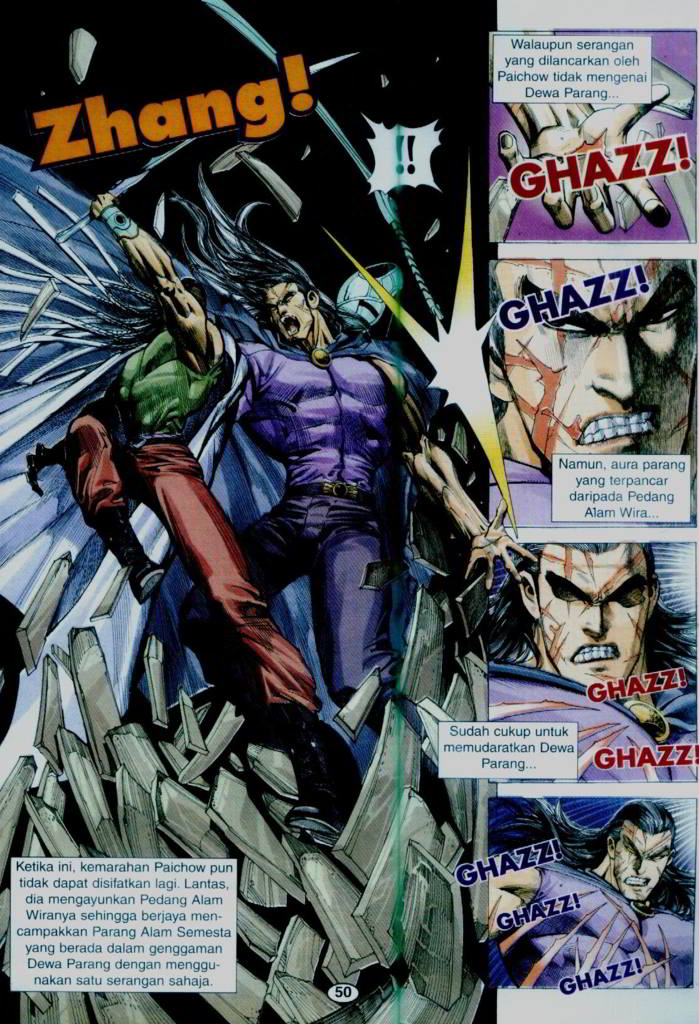 Zhang!
!!
Walaupun serangan
yang dilancarkan oleh
Paichow tidak mengenai
Dewa Parang...
GHAZZ!
GHAZZ!
Namun, aura parang
yang terpancar
daripada Pedang
Alam Wira...
GHAZZ!
Sudah cukup untuk
memudaratkan Dewa
Parang...
GHAZZ!
GHAZZ!
GHAZZ!
GHAZZ!
Ketika ini, kemarahan Paichow pun
tidak dapat disifatkan lagi. Lantas,
dia mengayunkan Pedang Alam
Wiranya sehingga berjaya men-
campakkan Parang Alam Semesta
yang berada dalam genggaman
Dewa Parang dengan menggu-
nakan satu serangan sahaja.
50